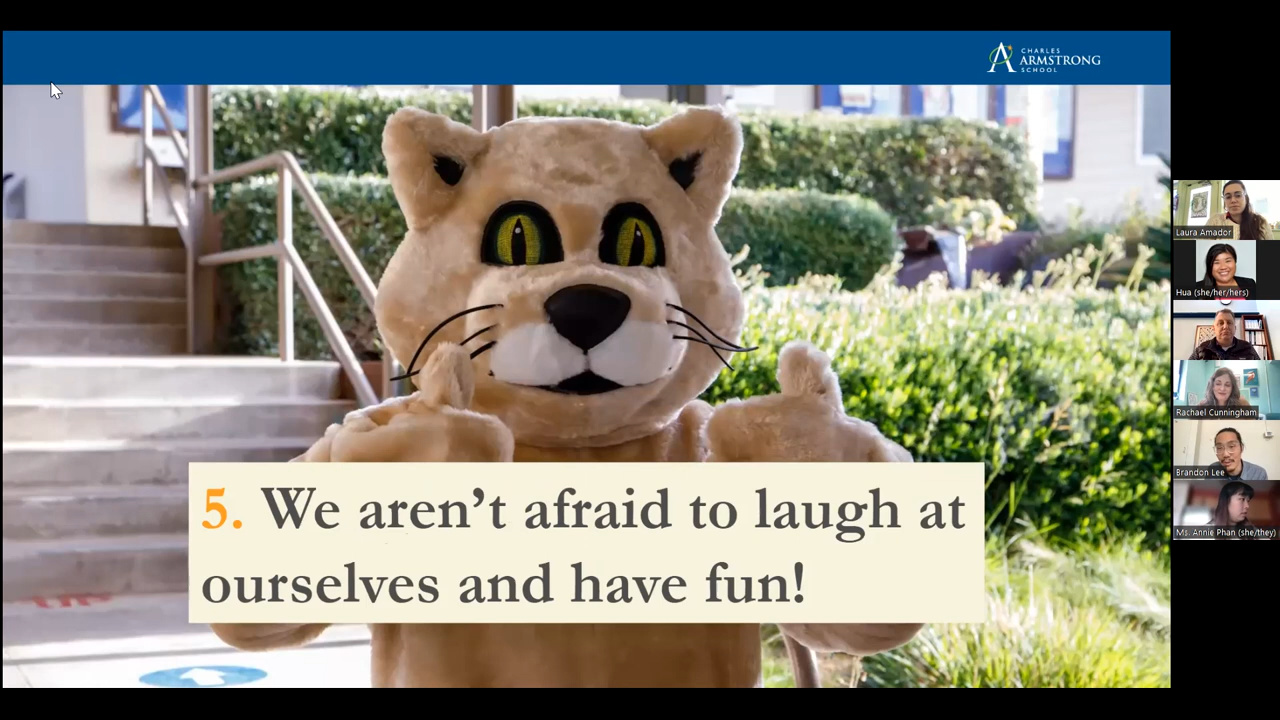 CHARLES
ARMSTRONG
SCHOOL
5. We aren't afraid to laugh at
ourselves and have fun!
Laura Amador
Hua (she/her/hers)
Rachael Cunningham
Brandon Lee
Ms. Annie Phan (she/they)